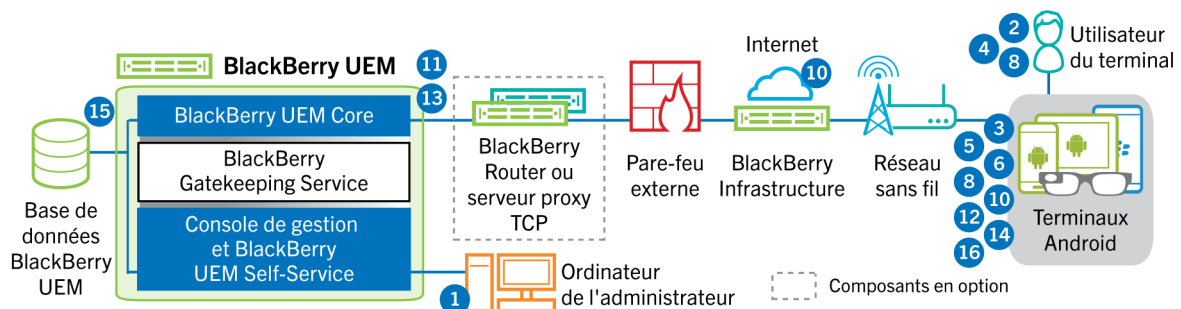 BlackBerry UEM
11
13
15
BlackBerry UEM Core
BlackBerry
Gatekeeping Service
Console de gestion
et BlackBerry
UEM Self-Service
Base de
données
BlackBerry
UEM
BlackBerry
Router ou
serveur proxy
TCP
1
Ordinateur
de l'administrateur
Pare-feu
externe
Internet
10
BlackBerry
Infrastructure
Réseau
sans fil
Composants en option
2
4
8
Utilisateur
du terminal
3
5
6
8
10
12
14
16
Terminaux
Android